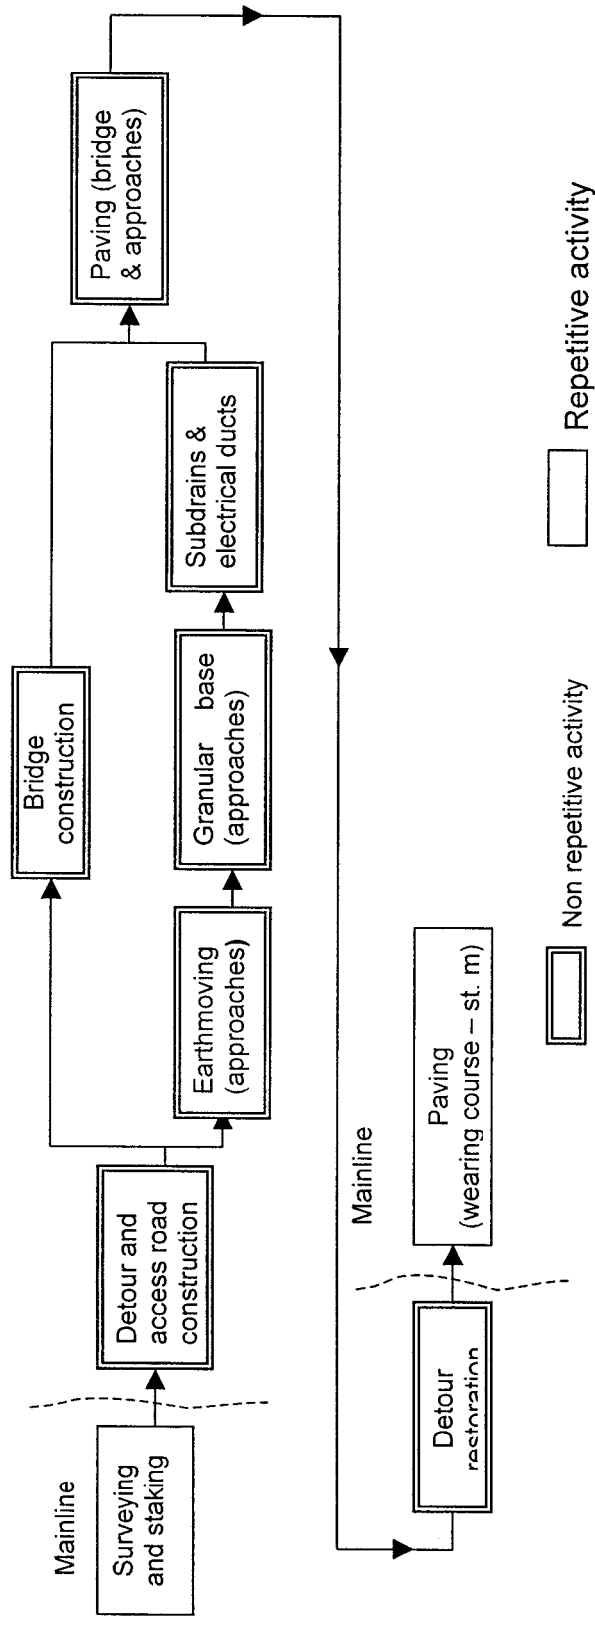 Mainline
Surveying
and staking
Detour and
access road
construction
Bridge
construction
Earthmoving
(approaches)
Granular base
(approaches)
Subdrains &
electrical ducts
Paving (bridge
& approaches)
Mainline
Detour
restoration
Paving
(wearing course – st. m)
Non repetitive activity
Repetitive activity